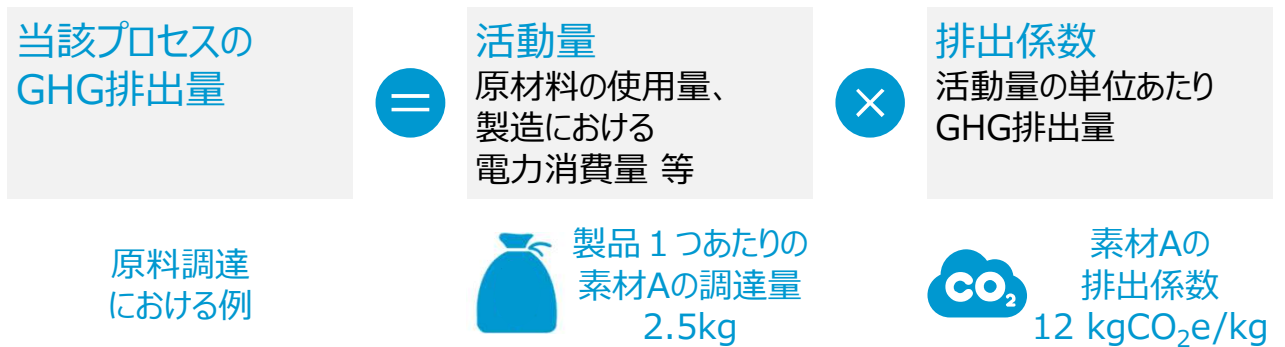 当該プロセスの
GHG排出量
=
活動量
原材料の使用量、
製造における
電力消費量 等
×
排出係数
活動量の単位あたり
GHG排出量
原料調達
における例
製品１つあたりの
素材Aの調達量
2.5kg
CO₂
素材Aの
排出係数
12 kgCO₂e/kg